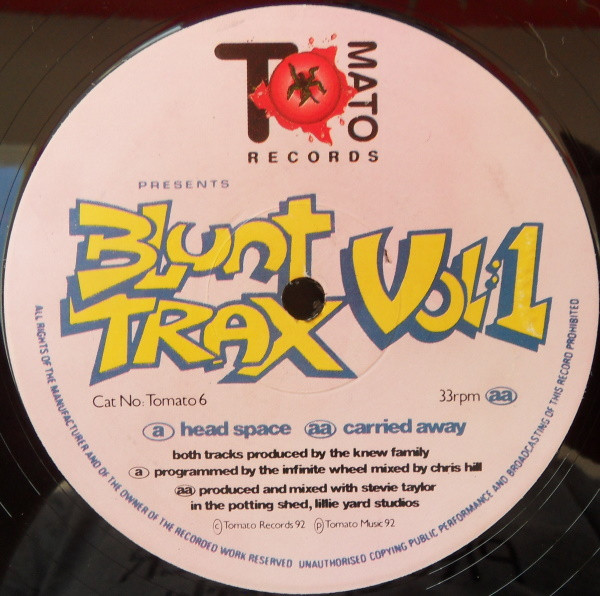 TOMATO
RECORDS
PRESENTS
Blunt
TRAX Vol:1
Cat No: Tomato 6 33rpm aa
a head space aa carried away
both tracks produced by the knew family
a programmed by the infinite wheel mixed by chris hill
aa produced and mixed with stevie taylor
in the potting shed, lillie yard studios
©Tomato Records 92 ℗Tomato Music 92
ALL RIGHTS OF THE MANUFACTURER AND OF THE OWNER OF THE RECORDED WORK RESERVED UNAUTHORISED COPYING PUBLIC PERFORMANCE AND BROADCASTING OF THIS RECORD PROHIBITED